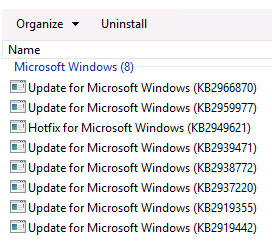 Organize Uninstall
Name
Microsoft Windows (8)
Update for Microsoft Windows (KB2966870)
Update for Microsoft Windows (KB2959977)
Hotfix for Microsoft Windows (KB2949621)
Update for Microsoft Windows (KB2939471)
Update for Microsoft Windows (KB2938772)
Update for Microsoft Windows (KB2937220)
Update for Microsoft Windows (KB2919355)
Update for Microsoft Windows (KB2919442)